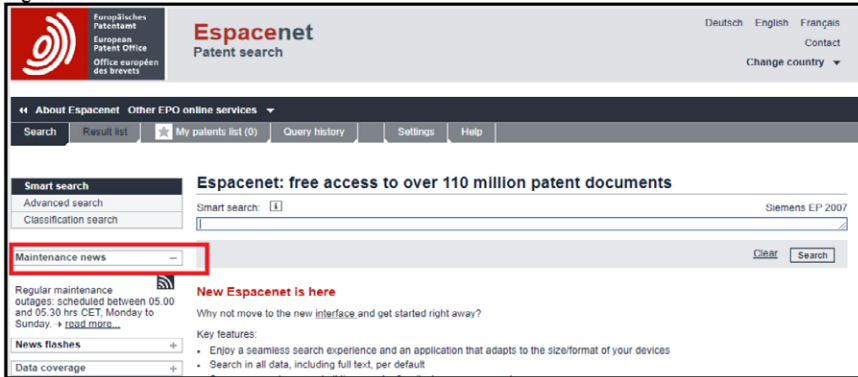 Europäisches
Patentamt
European
Patent Office
Office européen
des brevets
Espacenet
Patent search
Deutsch English Français
Contact
Change country
About Espacenet Other EPO online services
Search Result list My patents list (0) Query history Settings Help
Smart search
Advanced search
Classification search
Maintenance news
Regular maintenance
outages: scheduled between 05.00
and 05.30 hrs CET, Monday to
Sunday. → read more...
News flashes +
Data coverage +
Espacenet: free access to over 110 million patent documents
Smart search: i Siemens EP 2007
Clear Search
New Espacenet is here
Why not move to the new interface and get started right away?
Key features:
• Enjoy a seamless search experience and an application that adapts to the size/format of your devices
• Search in all data, including full text, per default